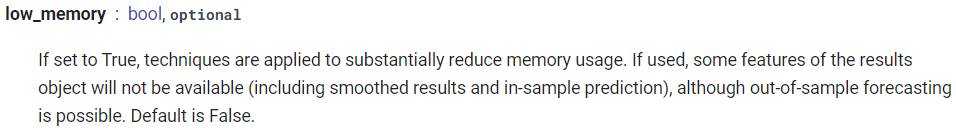 low_memory : bool, optional
If set to True, techniques are applied to substantially reduce memory usage. If used, some features of the results
object will not be available (including smoothed results and in-sample prediction), although out-of-sample forecasting
is possible. Default is False.